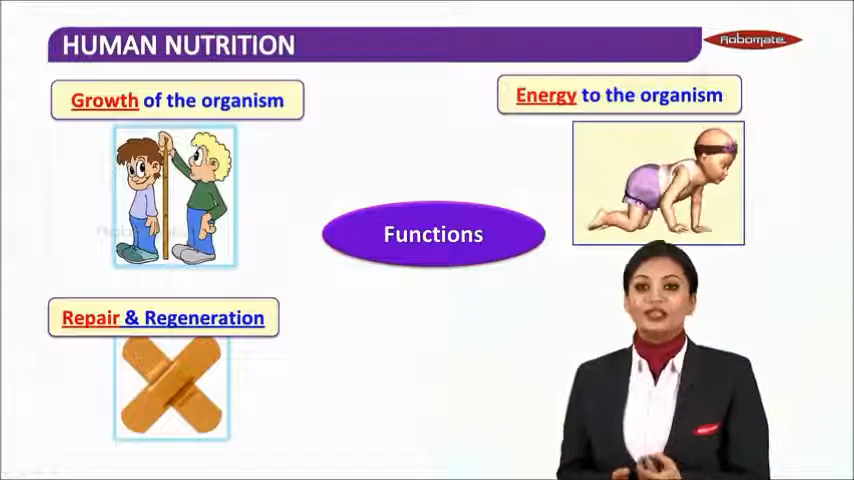 HUMAN NUTRITION
Robomate
Growth of the organism
Energy to the organism
Functions
Repair & Regeneration